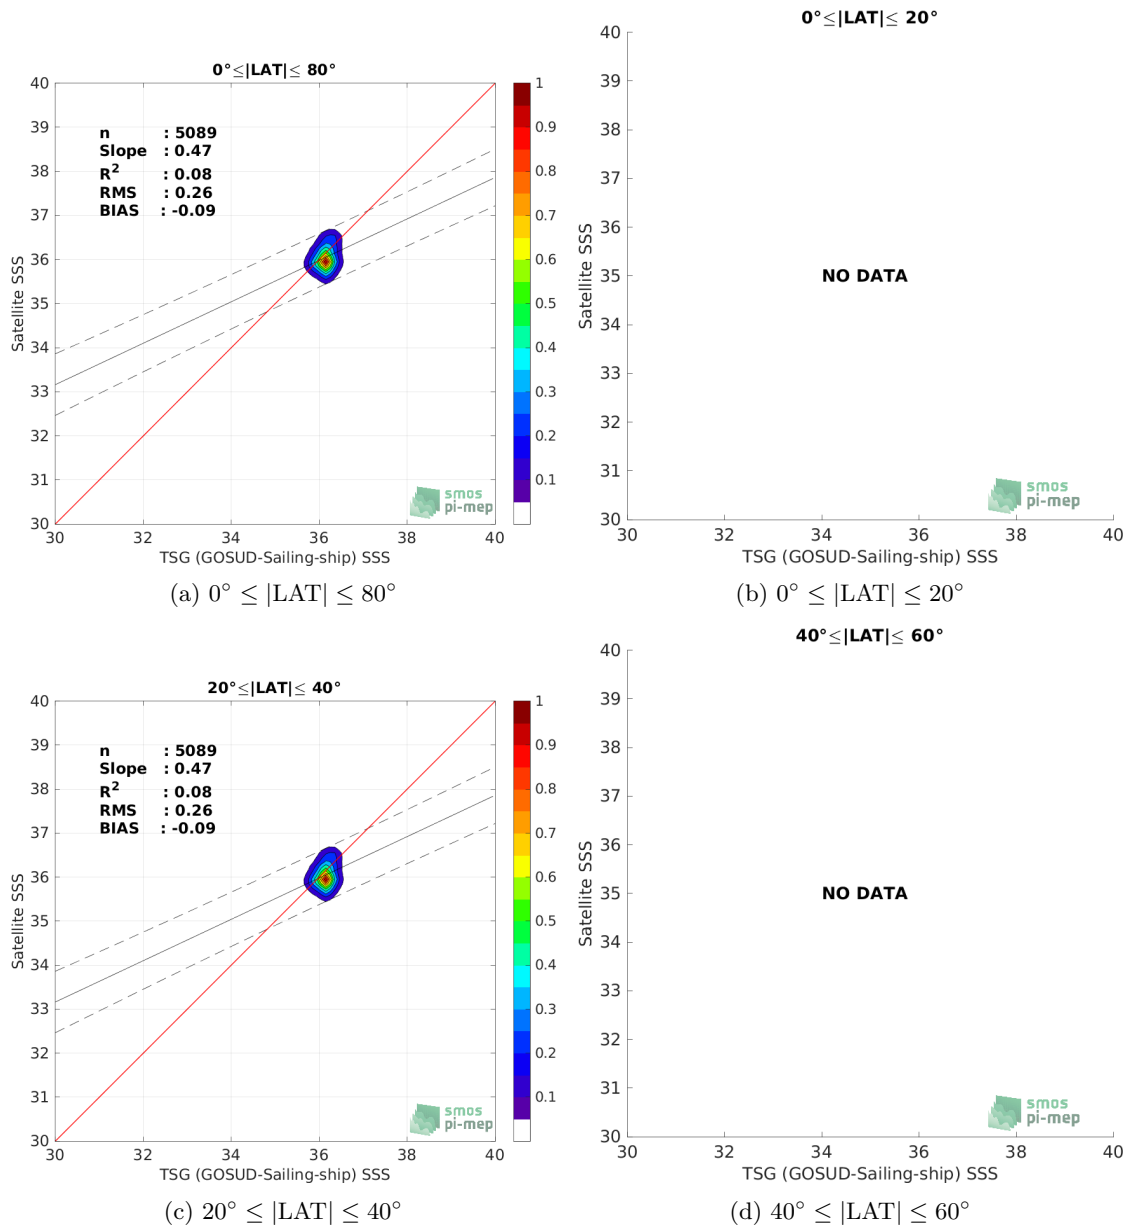 0°≤|LAT|≤ 80°
40
39
38
37
36
35
34
33
32
31
30
Satellite SSS
n : 5089
Slope : 0.47
R² : 0.08
RMS : 0.26
BIAS : -0.09
smos
pi-mep
30 32 34 36 38 40
TSG (GOSUD-Sailing-ship) SSS
1
0.9
0.8
0.7
0.6
0.5
0.4
0.3
0.2
0.1
(a) 0° ≤ |LAT| ≤ 80°
0°≤|LAT|≤ 20°
40
39
38
37
36
35
34
33
32
31
30
Satellite SSS
NO DATA
smos
pi-mep
30 32 34 36 38 40
TSG (GOSUD-Sailing-ship) SSS
(b) 0° ≤ |LAT| ≤ 20°
20°≤|LAT|≤ 40°
40
39
38
37
36
35
34
33
32
31
30
Satellite SSS
n : 5089
Slope : 0.47
R² : 0.08
RMS : 0.26
BIAS : -0.09
smos
pi-mep
30 32 34 36 38 40
TSG (GOSUD-Sailing-ship) SSS
1
0.9
0.8
0.7
0.6
0.5
0.4
0.3
0.2
0.1
(c) 20° ≤ |LAT| ≤ 40°
40°≤|LAT|≤ 60°
40
39
38
37
36
35
34
33
32
31
30
Satellite SSS
NO DATA
smos
pi-mep
30 32 34 36 38 40
TSG (GOSUD-Sailing-ship) SSS
(d) 40° ≤ |LAT| ≤ 60°